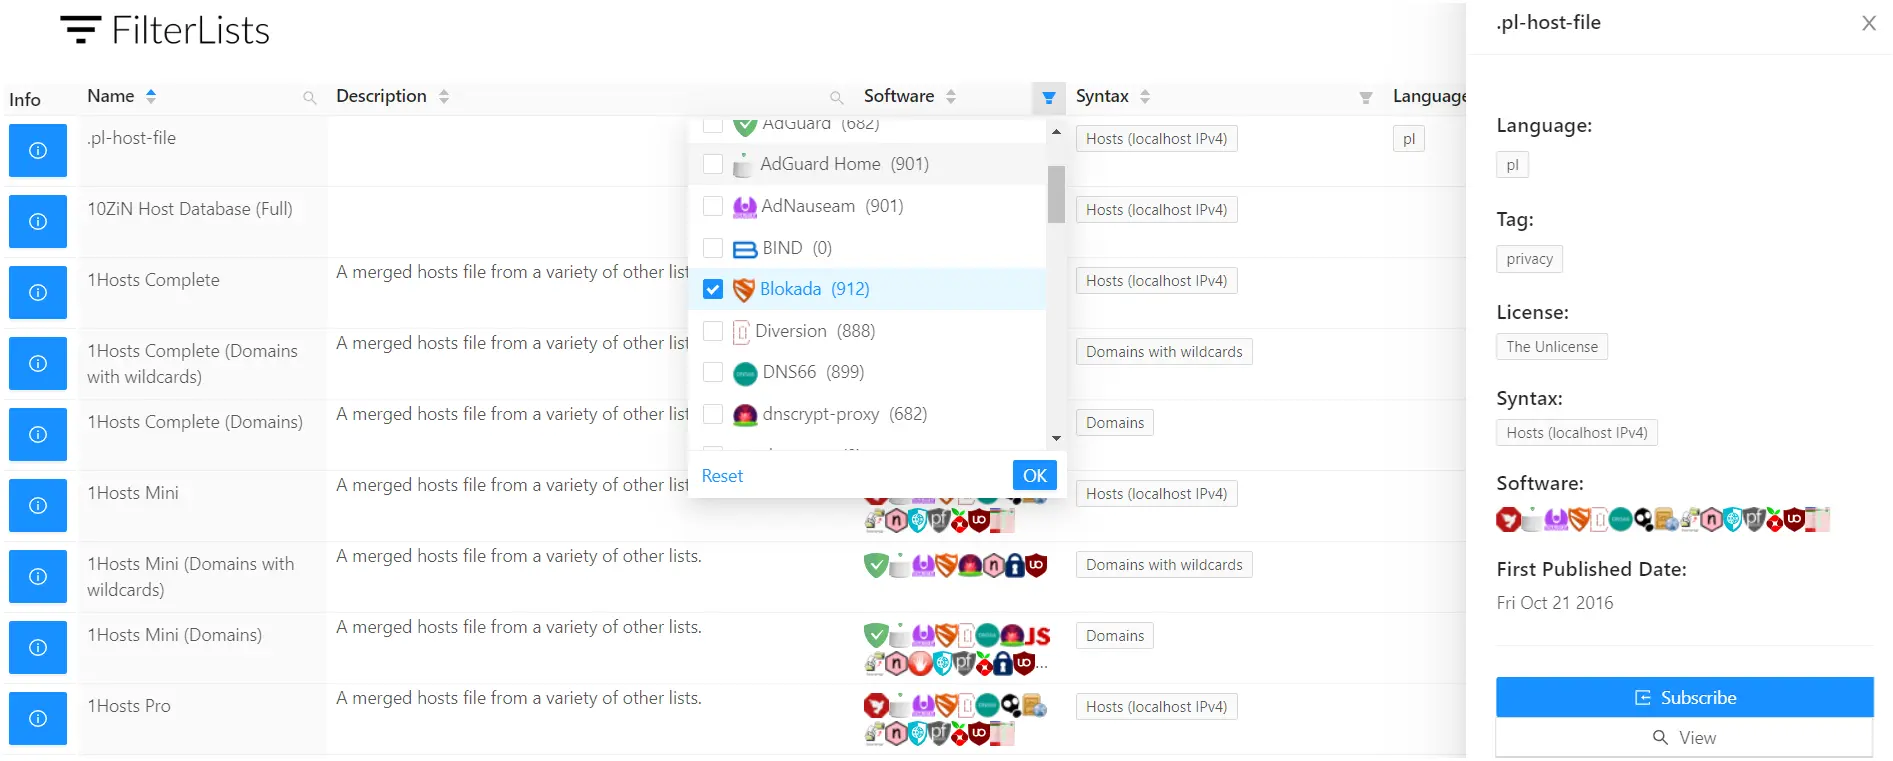 FilterLists
Info
Name
Description
Software
Syntax
Language
.pl-host-file
Hosts (localhost IPv4)
pl
10ZiN Host Database (Full)
Hosts (localhost IPv4)
1Hosts Complete
A merged hosts file from a variety of other lists
Hosts (localhost IPv4)
1Hosts Complete (Domains
with wildcards)
A merged hosts file from a variety of other list
Domains with wildcards
1Hosts Complete (Domains)
A merged hosts file from a variety of other list
Domains
1Hosts Mini
A merged hosts file from a variety of other list
Hosts (localhost IPv4)
1Hosts Mini (Domains with
wildcards)
A merged hosts file from a variety of other lists.
Domains with wildcards
1Hosts Mini (Domains)
A merged hosts file from a variety of other lists.
JS
...
Domains
1Hosts Pro
A merged hosts file from a variety of other lists.
Hosts (localhost IPv4)
AdGuard (682)
AdGuard Home (901)
AdNauseam (901)
BIND (0)
Blokada (912)
Diversion (888)
DNS66 (899)
dnscrypt-proxy (682)
Reset
OK
.pl-host-file
Language:
pl
Tag:
privacy
License:
The Unlicense
Syntax:
Hosts (localhost IPv4)
Software:
First Published Date:
Fri Oct 21 2016
Subscribe
View